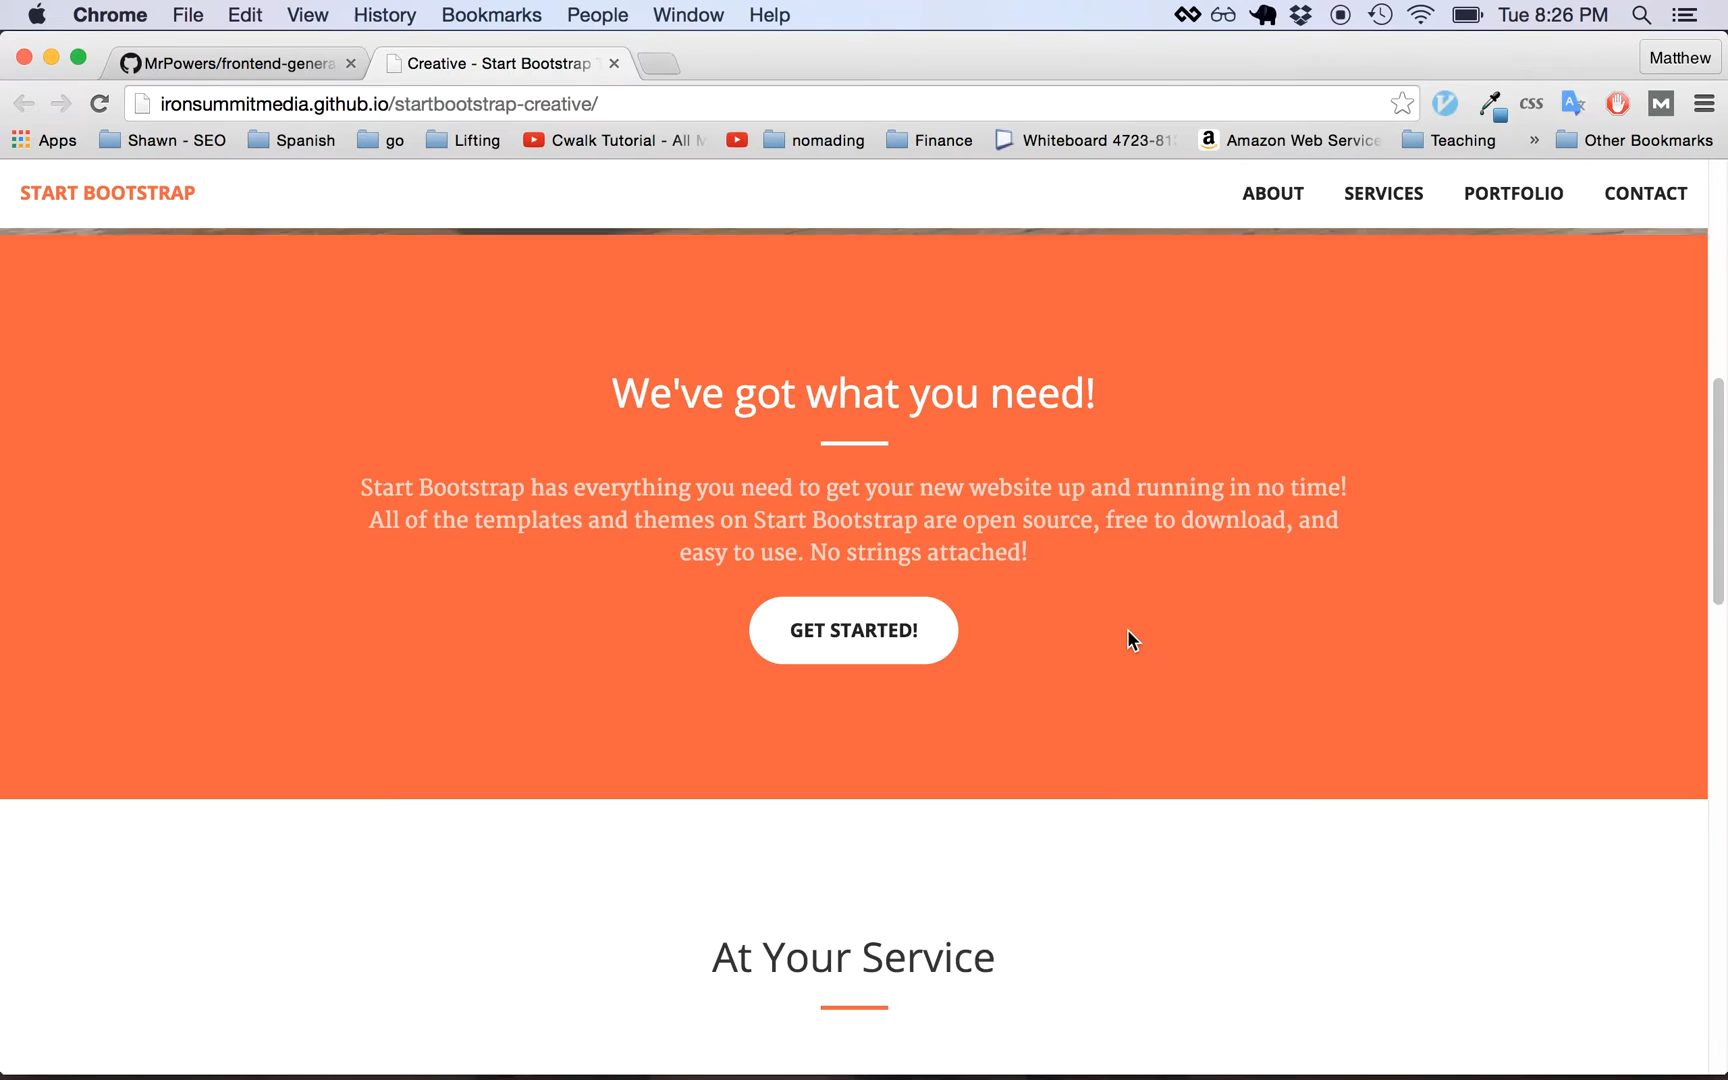 Chrome File Edit View History Bookmarks People Window Help Tue 8:26 PM
MrPowers/frontend-genera Creative - Start Bootstrap Matthew
ironsummitmedia.github.io/startbootstrap-creative/ CSS
Apps Shawn - SEO Spanish go Lifting Cwalk Tutorial - All nomading Finance Whiteboard 4723-81 Amazon Web Service Teaching » Other Bookmarks
START BOOTSTRAP ABOUT SERVICES PORTFOLIO CONTACT
We've got what you need!
Start Bootstrap has everything you need to get your new website up and running in no time!
All of the templates and themes on Start Bootstrap are open source, free to download, and
easy to use. No strings attached!
GET STARTED!
At Your Service